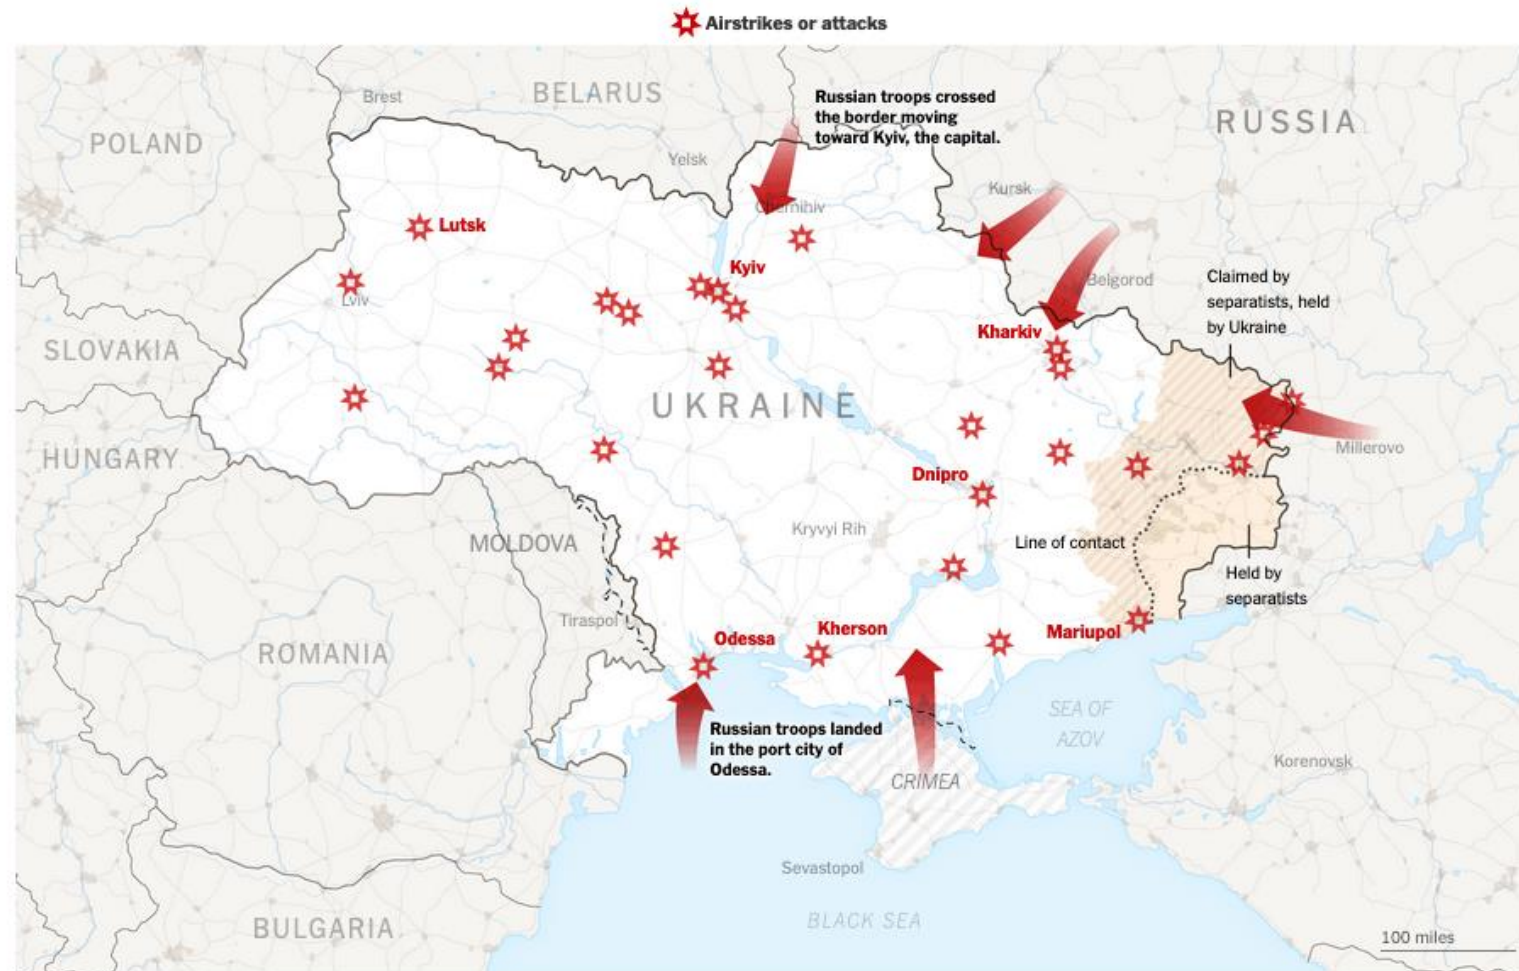 Airstrikes or attacks
Brest
BELARUS
Russian troops crossed
the border moving
toward Kyiv, the capital.
RUSSIA
POLAND
Yelsk
Kursk
Chernihiv
Lutsk
Kyiv
Belgorod
Claimed by
separatists, held
by Ukraine
Lviv
Kharkiv
SLOVAKIA
UKRAINE
HUNGARY
Millerovo
Dnipro
Kryvyi Rih
MOLDOVA
Line of contact
Held by
separatists
Tiraspol
Odessa
Kherson
Mariupol
ROMANIA
SEA OF
AZOV
Russian troops landed
in the port city of
Odessa.
Korenovsk
CRIMEA
Sevastopol
BLACK SEA
BULGARIA
100 miles